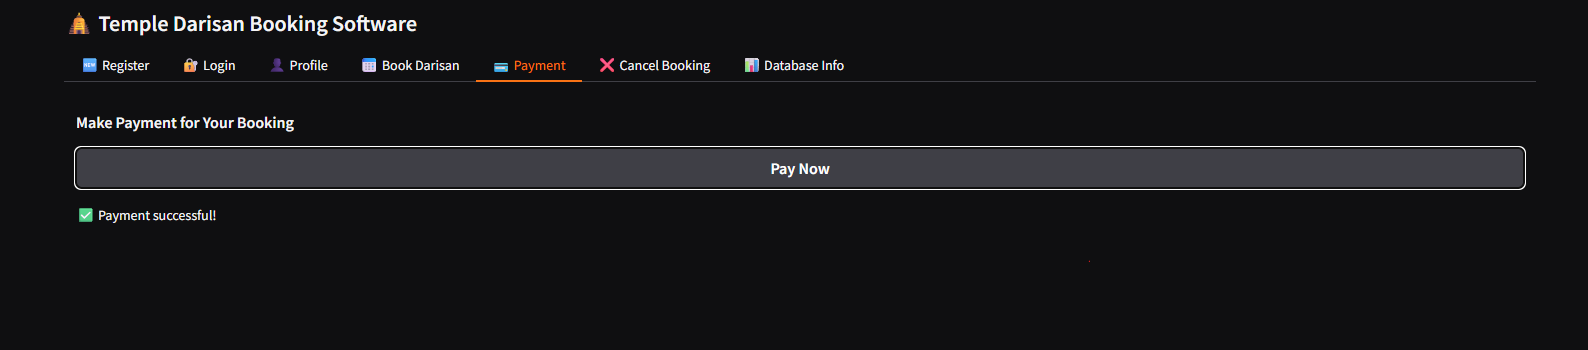 Temple Darisan Booking Software
Register Login Profile Book Darisan Payment Cancel Booking Database Info
Make Payment for Your Booking
Pay Now
Payment successful!